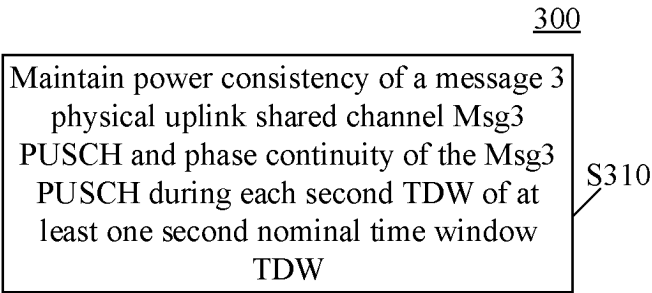 300
Maintain power consistency of a message 3
physical uplink shared channel Msg3
PUSCH and phase continuity of the Msg3
PUSCH during each second TDW of at
least one second nominal time window
TDW
S310